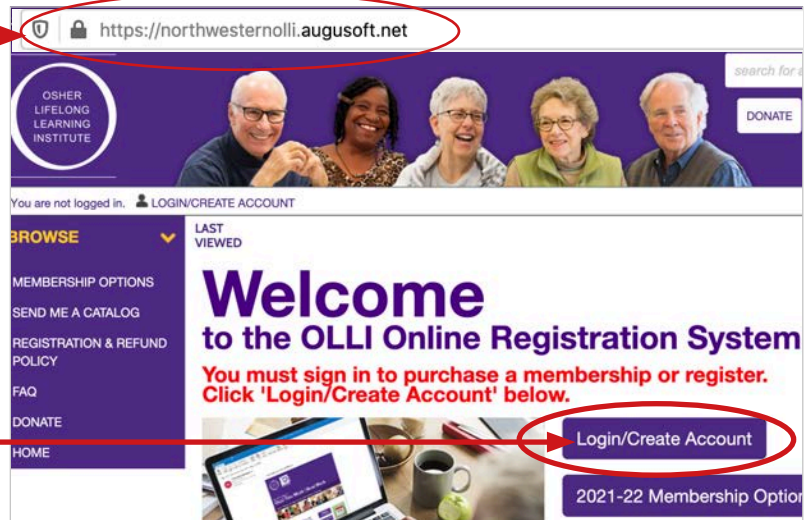 https://northwesternolli.augusoft.net
OSHER
LIFELONG
LEARNING
INSTITUTE
search for a
DONATE
You are not logged in. LOGIN/CREATE ACCOUNT
BROWSE
MEMBERSHIP OPTIONS
SEND ME A CATALOG
REGISTRATION & REFUND
POLICY
FAQ
DONATE
HOME
LAST
VIEWED
Welcome
to the OLLI Online Registration System
You must sign in to purchase a membership or register.
Click 'Login/Create Account' below.
Login/Create Account
2021-22 Membership Option